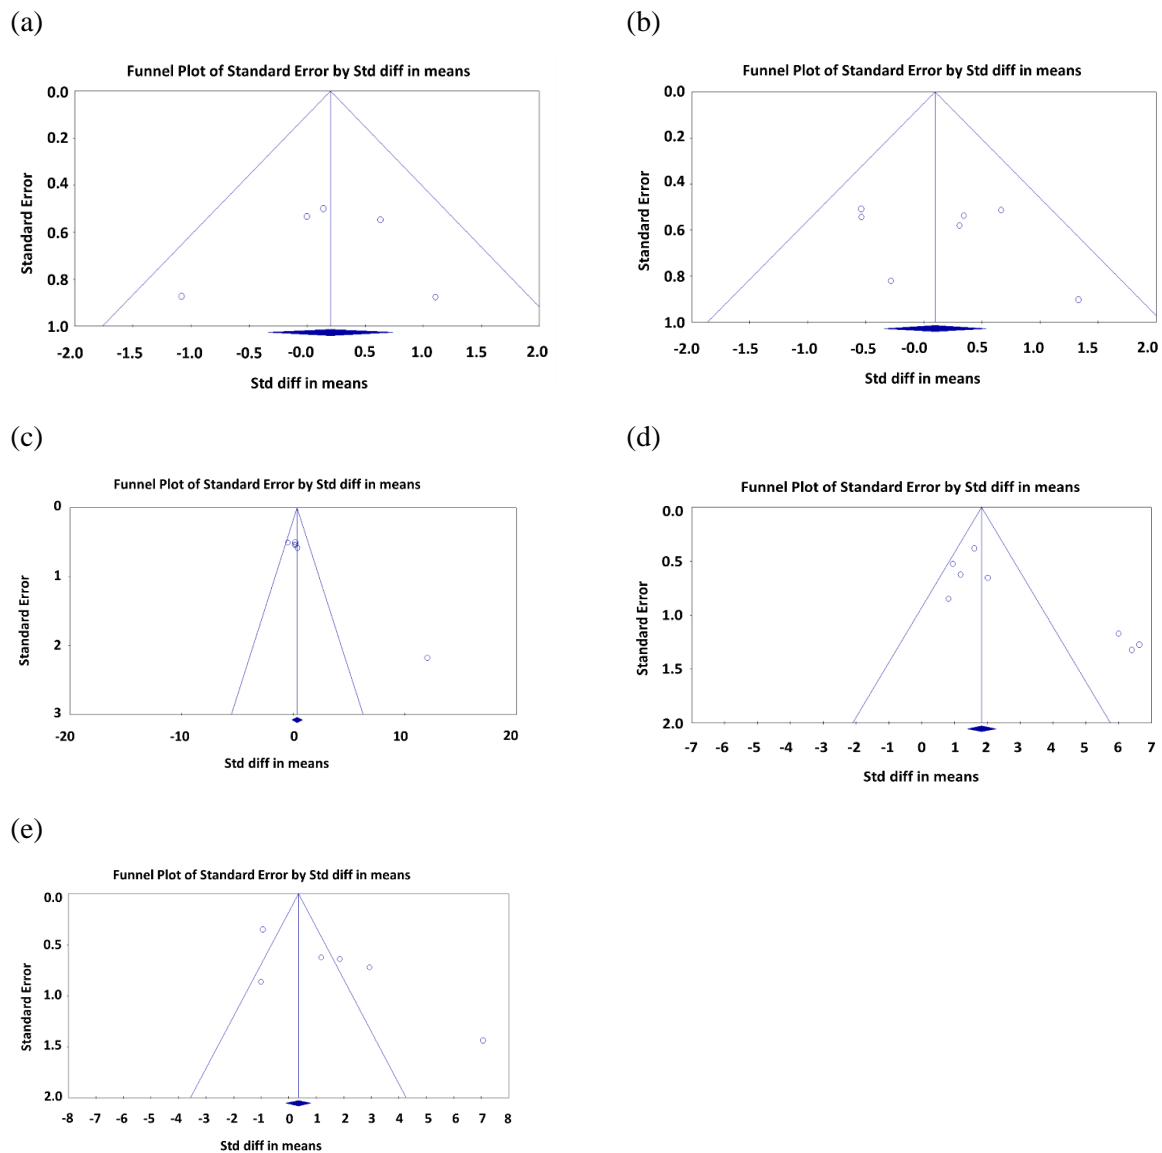 (a)
Funnel Plot of Standard Error by Std diff in means
Standard Error
0.0
0.2
0.4
0.6
0.8
1.0
-2.0 -1.5 -1.0 -0.0 0.5 1.0 1.5 2.0
Std diff in means
(b)
Funnel Plot of Standard Error by Std diff in means
Standard Error
0.0
0.2
0.4
0.6
0.8
1.0
-2.0 -1.5 -1.0 -0.5 -0.0 0.5 1.0 1.5 2.0
Std diff in means
(c)
Funnel Plot of Standard Error by Std diff in means
Standard Error
0
1
2
3
-20 -10 0 10 20
Std diff in means
(d)
Funnel Plot of Standard Error by Std diff in means
Standard Error
0.0
0.5
1.0
1.5
2.0
-7 -6 -5 -4 -3 -2 -1 0 1 2 3 4 5 6 7
Std diff in means
(e)
Funnel Plot of Standard Error by Std diff in means
Standard Error
0.0
0.5
1.0
1.5
2.0
-8 -7 -6 -5 -4 -3 -2 -1 0 1 2 3 4 5 6 7 8
Std diff in means